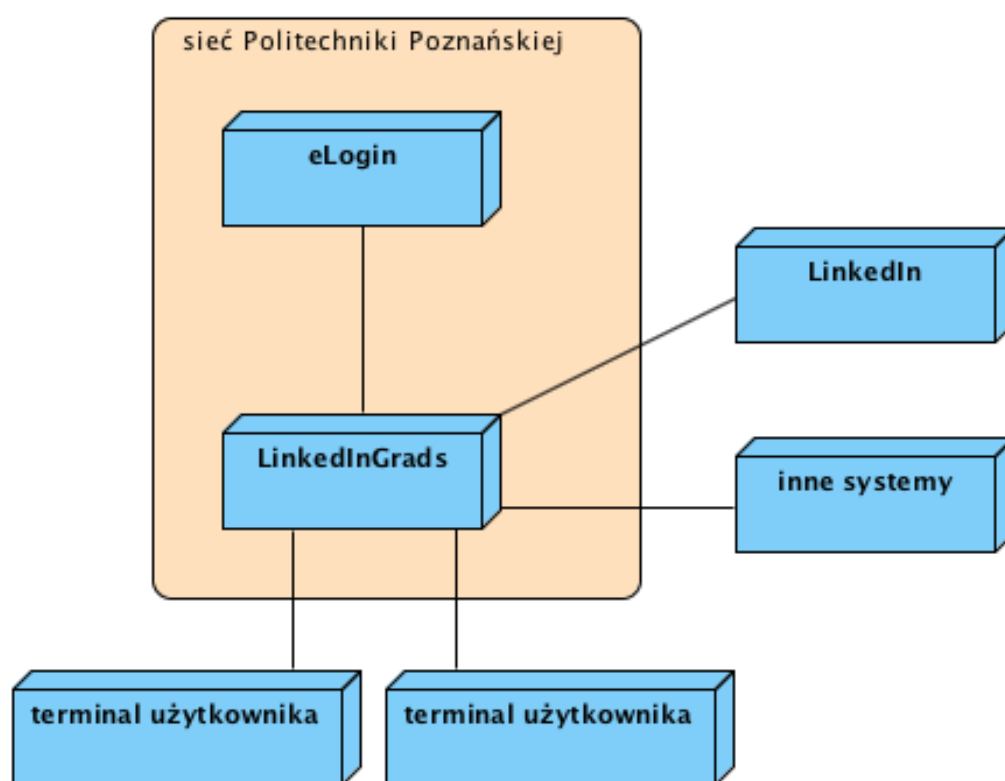 sieć Politechniki Poznańskiej
eLogin
LinkedIn
LinkedInGrads
inne systemy
terminal użytkownika
terminal użytkownika